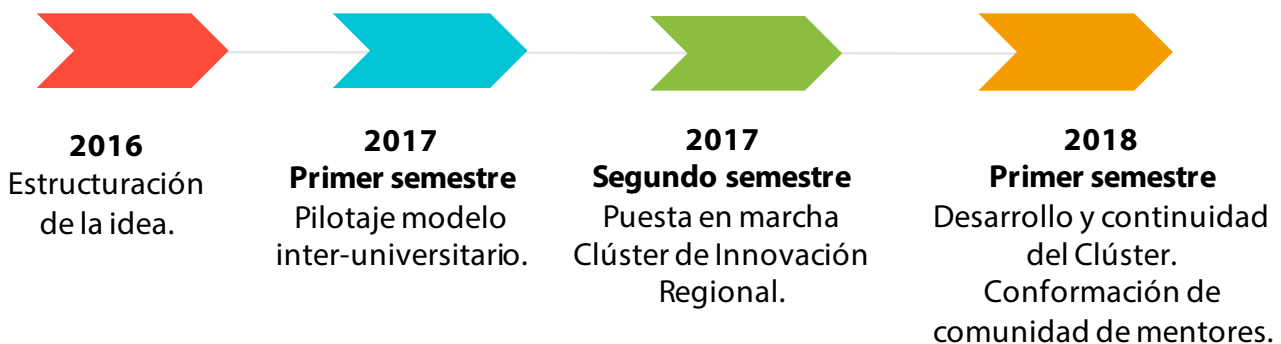 2016
Estructuración
de la idea.
2017
Primer semestre
Pilotaje modelo
inter-universitario.
2017
Segundo semestre
Puesta en marcha
Clúster de Innovación
Regional.
2018
Primer semestre
Desarrollo y continuidad
del Clúster.
Conformación de
comunidad de mentores.